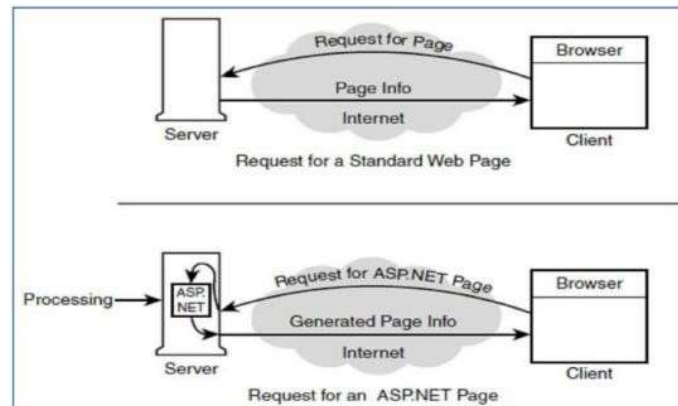 Request for Page
Browser
Page Info
Internet
Server
Client
Request for a Standard Web Page
Request for ASP.NET Page
Browser
Processing
ASP.
NET
Generated Page Info
Internet
Server
Client
Request for an ASP.NET Page